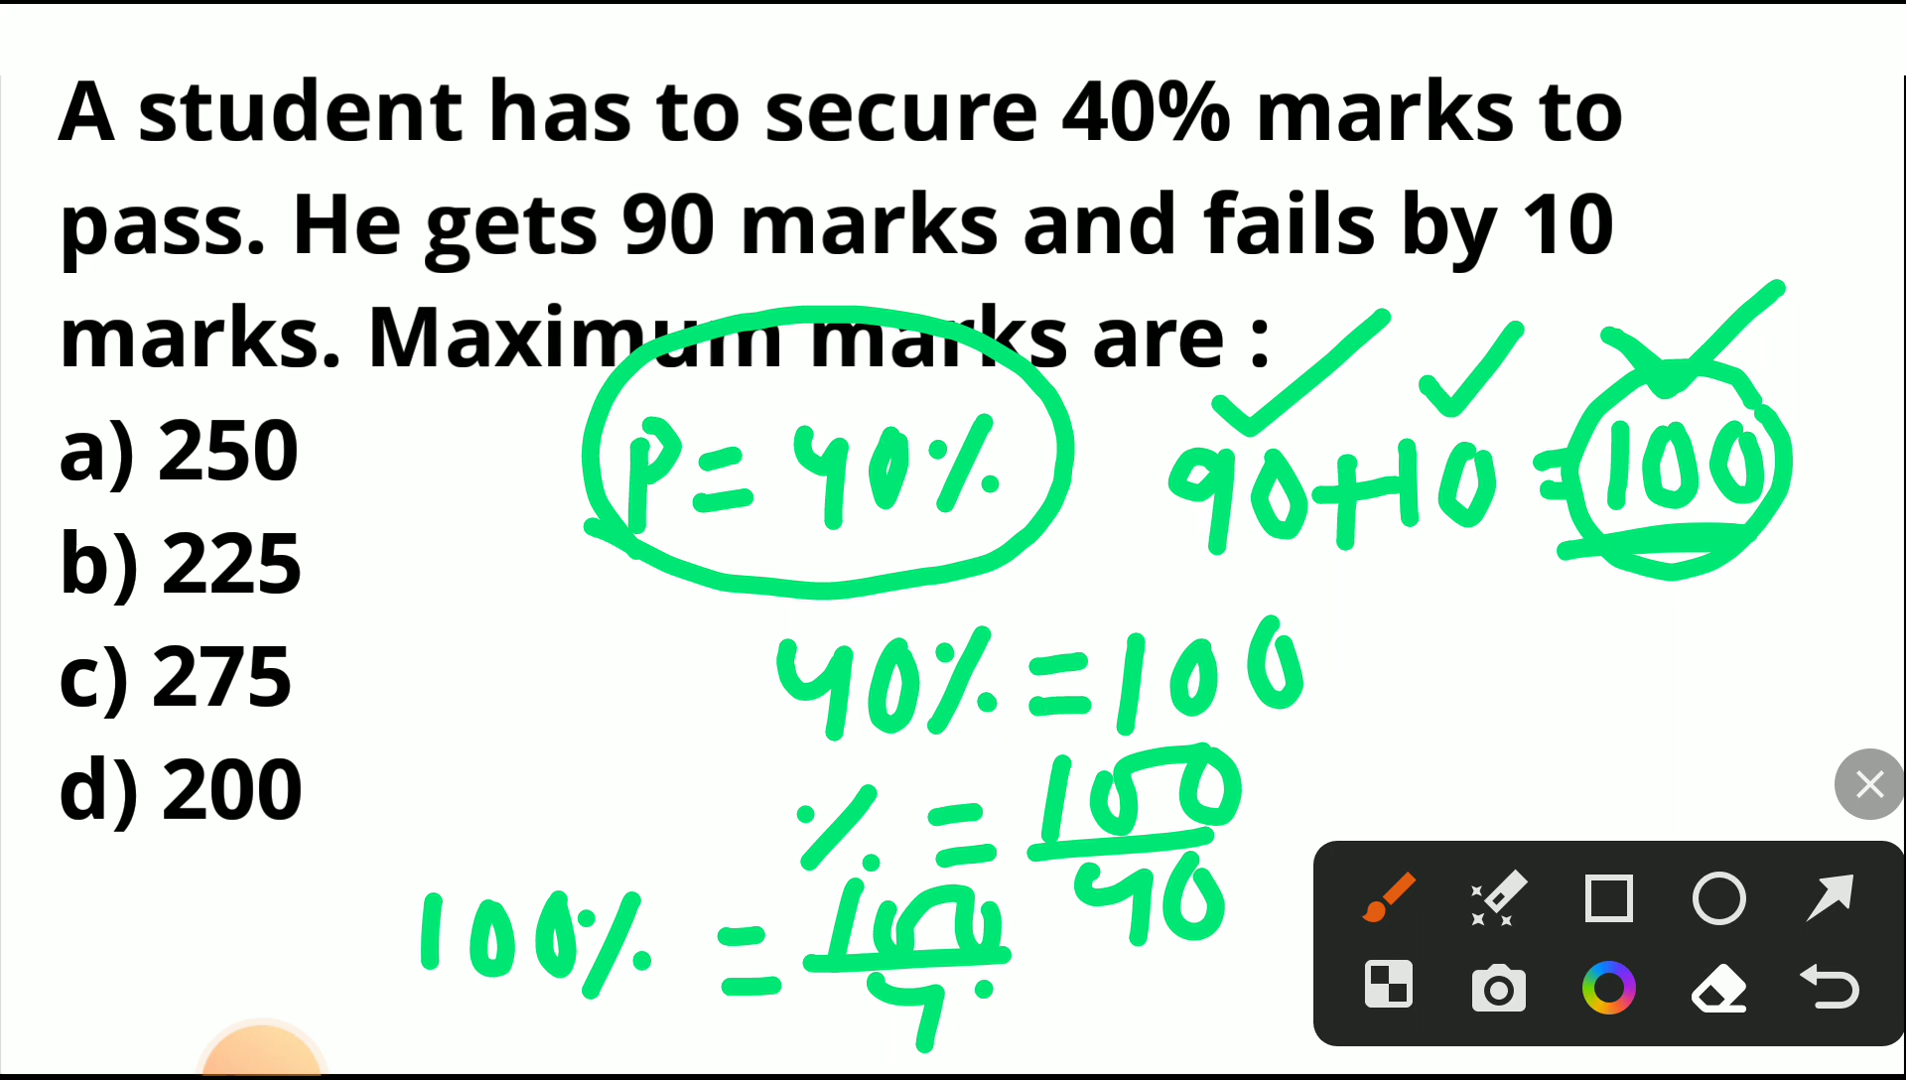 A student has to secure 40% marks to
pass. He gets 90 marks and fails by 10
marks. Maximum marks are :
a) 250
b) 225
c) 275
d) 200
P = 40%
90+10 = 100
40% = 100
% = 100
40
100% = 100
4